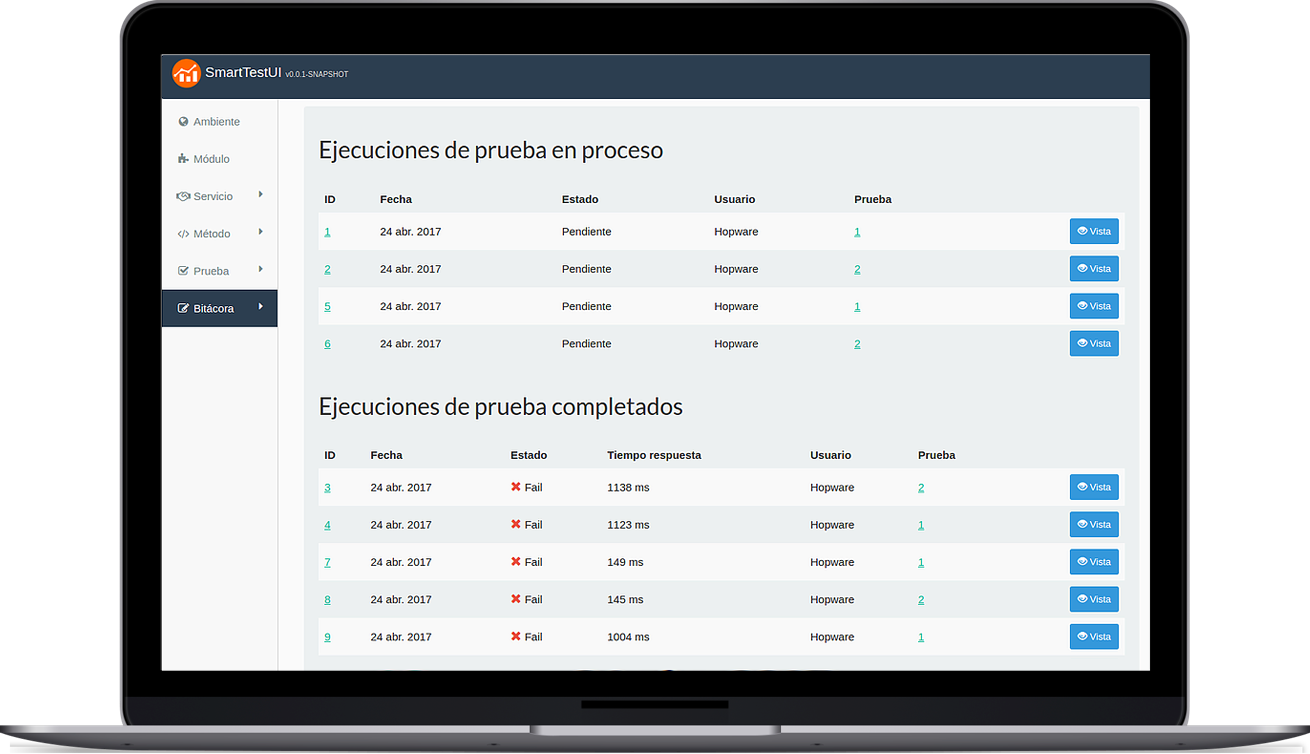 SmartTestUI v0.0.1-SNAPSHOT
Ambiente
Módulo
Servicio
Método
Prueba
Bitácora
Ejecuciones de prueba en proceso
ID Fecha Estado Usuario Prueba
1 24 abr. 2017 Pendiente Hopware 1 Vista
2 24 abr. 2017 Pendiente Hopware 2 Vista
5 24 abr. 2017 Pendiente Hopware 1 Vista
6 24 abr. 2017 Pendiente Hopware 2 Vista
Ejecuciones de prueba completados
ID Fecha Estado Tiempo respuesta Usuario Prueba
3 24 abr. 2017 Fail 1138 ms Hopware 2 Vista
4 24 abr. 2017 Fail 1123 ms Hopware 1 Vista
7 24 abr. 2017 Fail 149 ms Hopware 1 Vista
8 24 abr. 2017 Fail 145 ms Hopware 2 Vista
9 24 abr. 2017 Fail 1004 ms Hopware 1 Vista